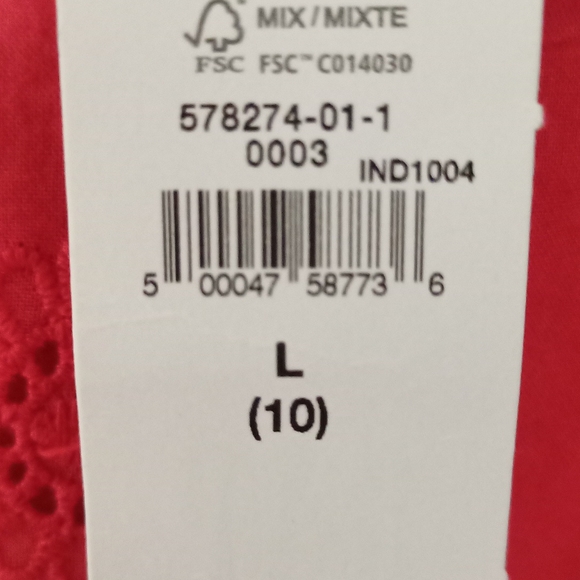 MIX/MIXTE
FSC FSC™ C014030
578274-01-1
0003
IND1004
5 00047 58773 6
L
(10)